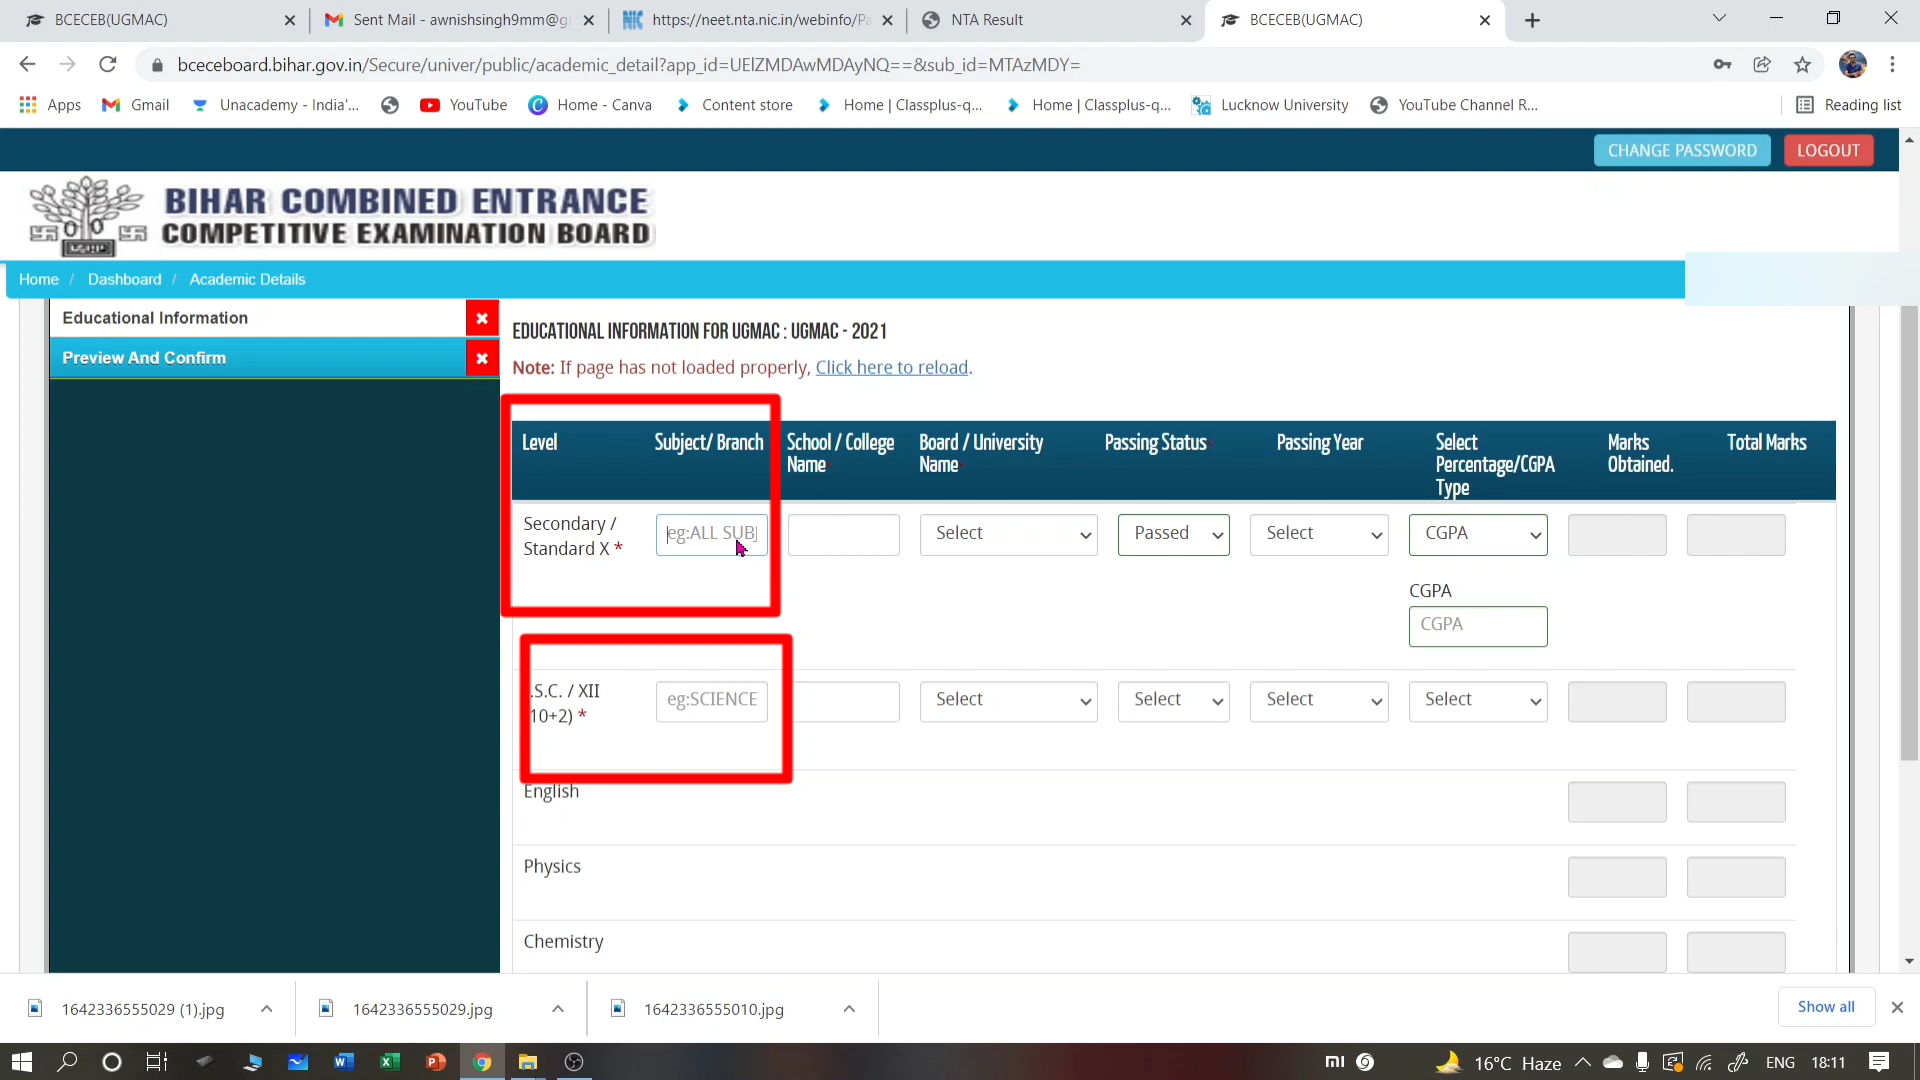 BCECEB(UGMAC)
Sent Mail - awnishsingh9mm@g
https://neet.nta.nic.in/webinfo/Pa
NTA Result
BCECEB(UGMAC)
bceceboard.bihar.gov.in/Secure/univer/public/academic_detail?app_id=UElZMDAwMDAyNQ==&sub_id=MTAzMDY=
Apps
Gmail
Unacademy - India'...
YouTube
Home - Canva
Content store
Home | Classplus-q...
Home | Classplus-q...
Lucknow University
YouTube Channel R...
Reading list
CHANGE PASSWORD
LOGOUT
BIHAR COMBINED ENTRANCE
COMPETITIVE EXAMINATION BOARD
Home / Dashboard / Academic Details
Educational Information
Preview And Confirm
EDUCATIONAL INFORMATION FOR UGMAC : UGMAC - 2021
Note: If page has not loaded properly, Click here to reload.
Level
Subject/ Branch
School / College
Name
Board / University
Name
Passing Status
Passing Year
Select
Percentage/CGPA
Type
Marks
Obtained.
Total Marks
Secondary /
Standard X *
eg:ALL SUBJ
Select
Passed
Select
CGPA
CGPA
CGPA
.S.C. / XII
10+2) *
eg:SCIENCE
Select
Select
Select
Select
English
Physics
Chemistry
1642336555029 (1).jpg
1642336555029.jpg
1642336555010.jpg
Show all
16°C Haze
ENG
18:11